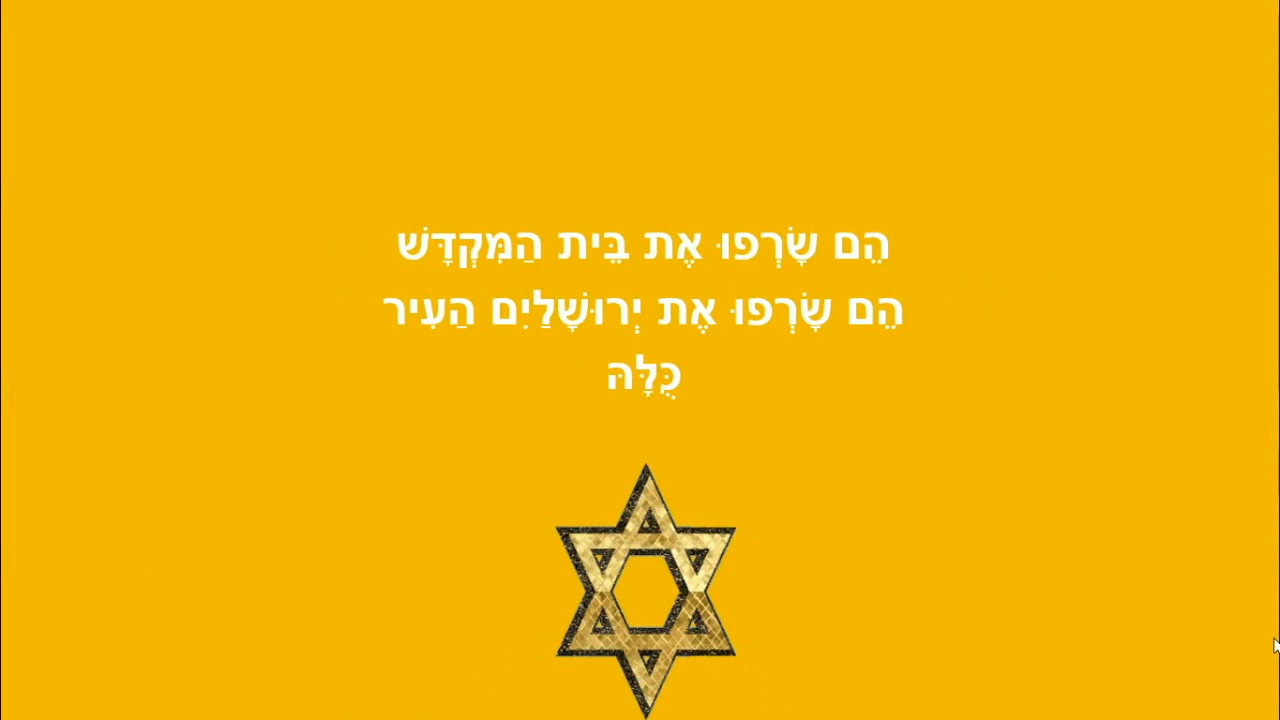 הֵם שָׂרְפוּ אֶת בֵּית הַמִּקְדָּשׁ
הֵם שָׂרְפוּ אֶת יְרוּשָׁלַיִם הַעִיר
כֻּלָּהּ